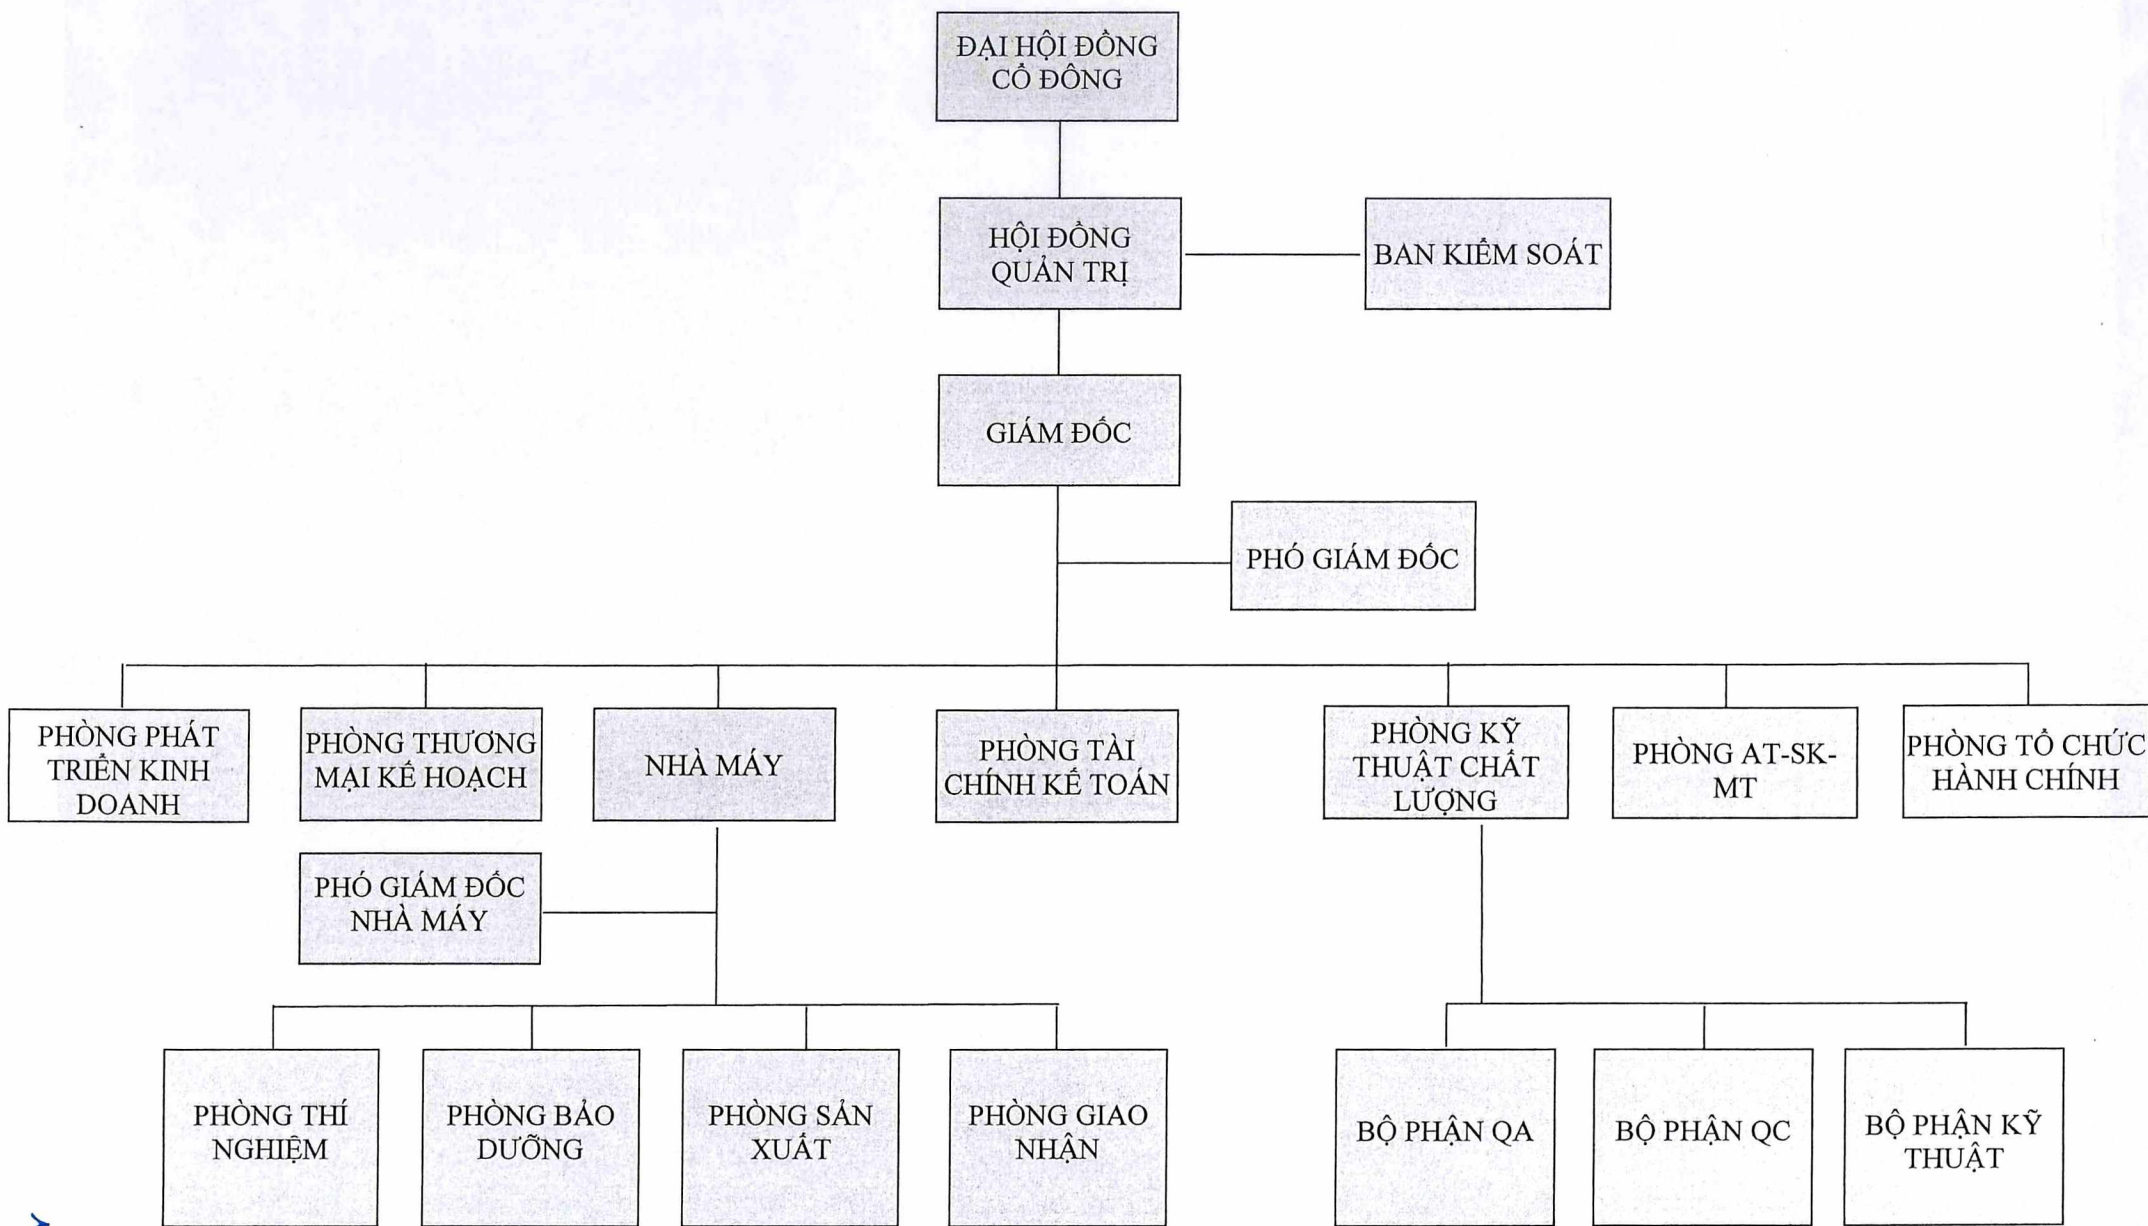 ĐẠI HỘI ĐỒNG
CỔ ĐÔNG
HỘI ĐỒNG
QUẢN TRỊ
BAN KIỂM SOÁT
GIÁM ĐỐC
PHÓ GIÁM ĐỐC
PHÒNG PHÁT
TRIỂN KINH
DOANH
PHÒNG THƯƠNG
MẠI KẾ HOẠCH
NHÀ MÁY
PHÒNG TÀI
CHÍNH KẾ TOÁN
PHÒNG KỸ
THUẬT CHẤT
LƯỢNG
PHÒNG AT-SK-
MT
PHÒNG TỔ CHỨC
HÀNH CHÍNH
PHÓ GIÁM ĐỐC
NHÀ MÁY
PHÒNG THÍ
NGHIỆM
PHÒNG BẢO
DƯỠNG
PHÒNG SẢN
XUẤT
PHÒNG GIAO
NHẬN
BỘ PHẬN QA
BỘ PHẬN QC
BỘ PHẬN KỸ
THUẬT